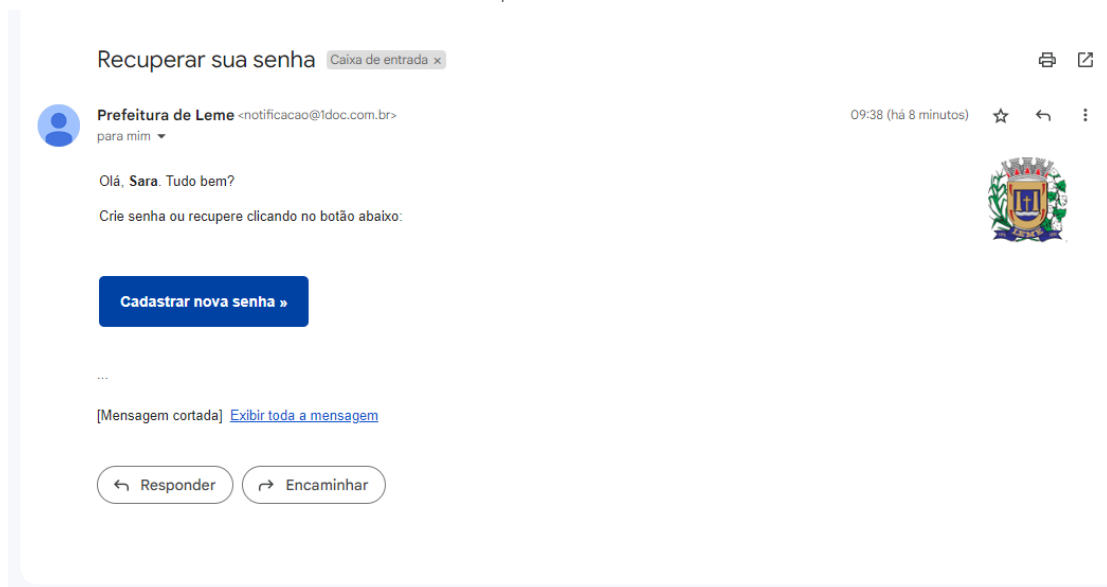 Recuperar sua senha Caixa de entrada ×
Prefeitura de Leme <notificacao@1doc.com.br> 09:38 (há 8 minutos)
para mim
Olá, Sara. Tudo bem?
Crie senha ou recupere clicando no botão abaixo:
LEME
Cadastrar nova senha »
...
[Mensagem cortada] Exibir toda a mensagem
Responder Encaminhar